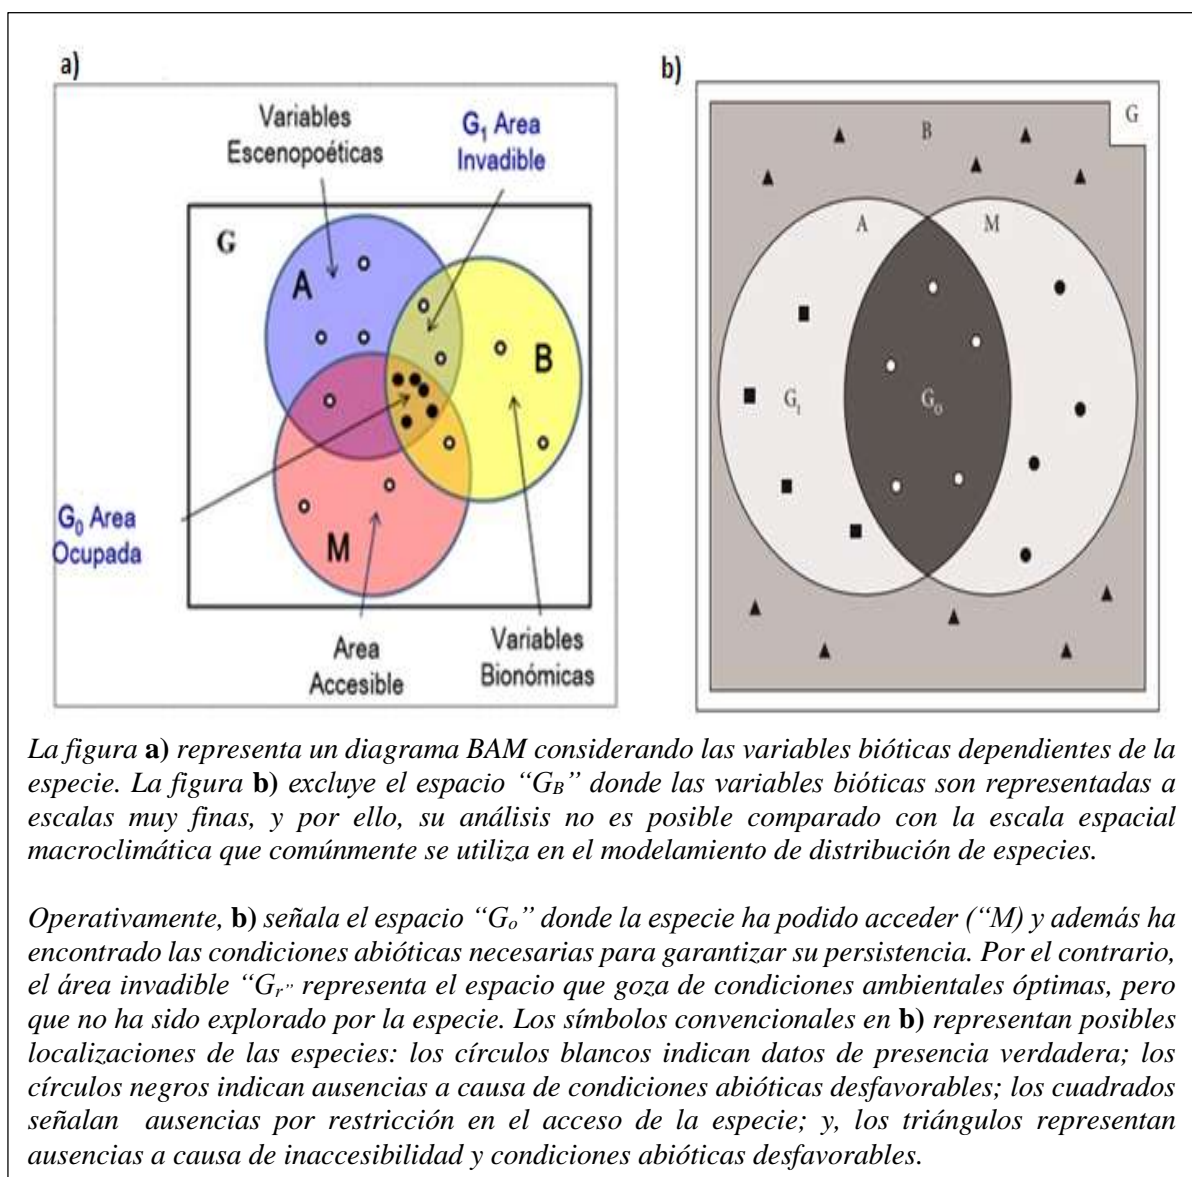 a)
Variables
Escenopoéticas
G1 Area
Invadible
G
A
B
M
G0 Area
Ocupada
Area
Accesible
Variables
Bionómicas
b)
G
B
A
M
GI
GO
La figura a) representa un diagrama BAM considerando las variables bióticas dependientes de la
especie. La figura b) excluye el espacio “GB” donde las variables bióticas son representadas a
escalas muy finas, y por ello, su análisis no es posible comparado con la escala espacial
macroclimática que comúnmente se utiliza en el modelamiento de distribución de especies.
Operativamente, b) señala el espacio “Go” donde la especie ha podido acceder (“M) y además ha
encontrado las condiciones abióticas necesarias para garantizar su persistencia. Por el contrario,
el área invadible “Gr” representa el espacio que goza de condiciones ambientales óptimas, pero
que no ha sido explorado por la especie. Los símbolos convencionales en b) representan posibles
localizaciones de las especies: los círculos blancos indican datos de presencia verdadera; los
círculos negros indican ausencias a causa de condiciones abióticas desfavorables; los cuadrados
señalan ausencias por restricción en el acceso de la especie; y, los triángulos representan
ausencias a causa de inaccesibilidad y condiciones abióticas desfavorables.